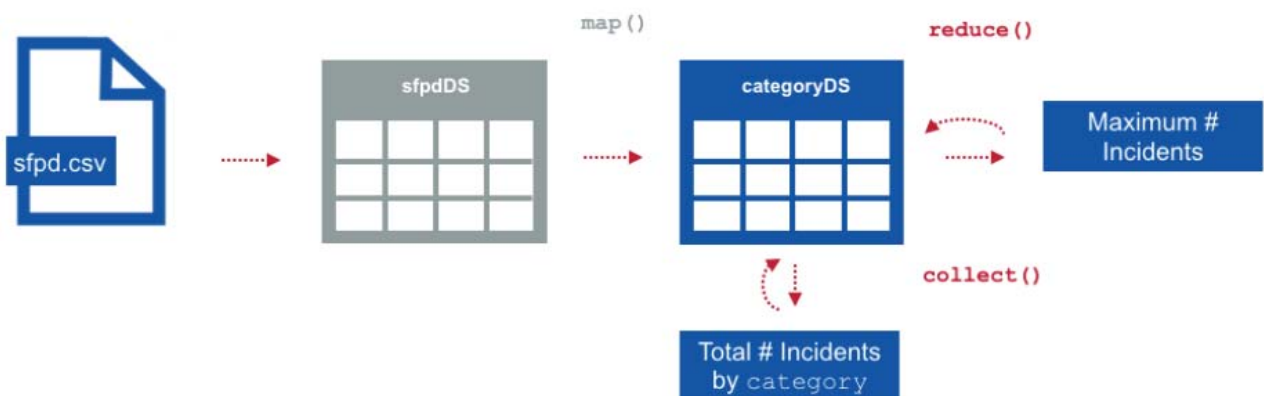 map()
reduce()
sfpdDS
categoryDS
Maximum #
Incidents
sfpd.csv
collect()
Total # Incidents
by category